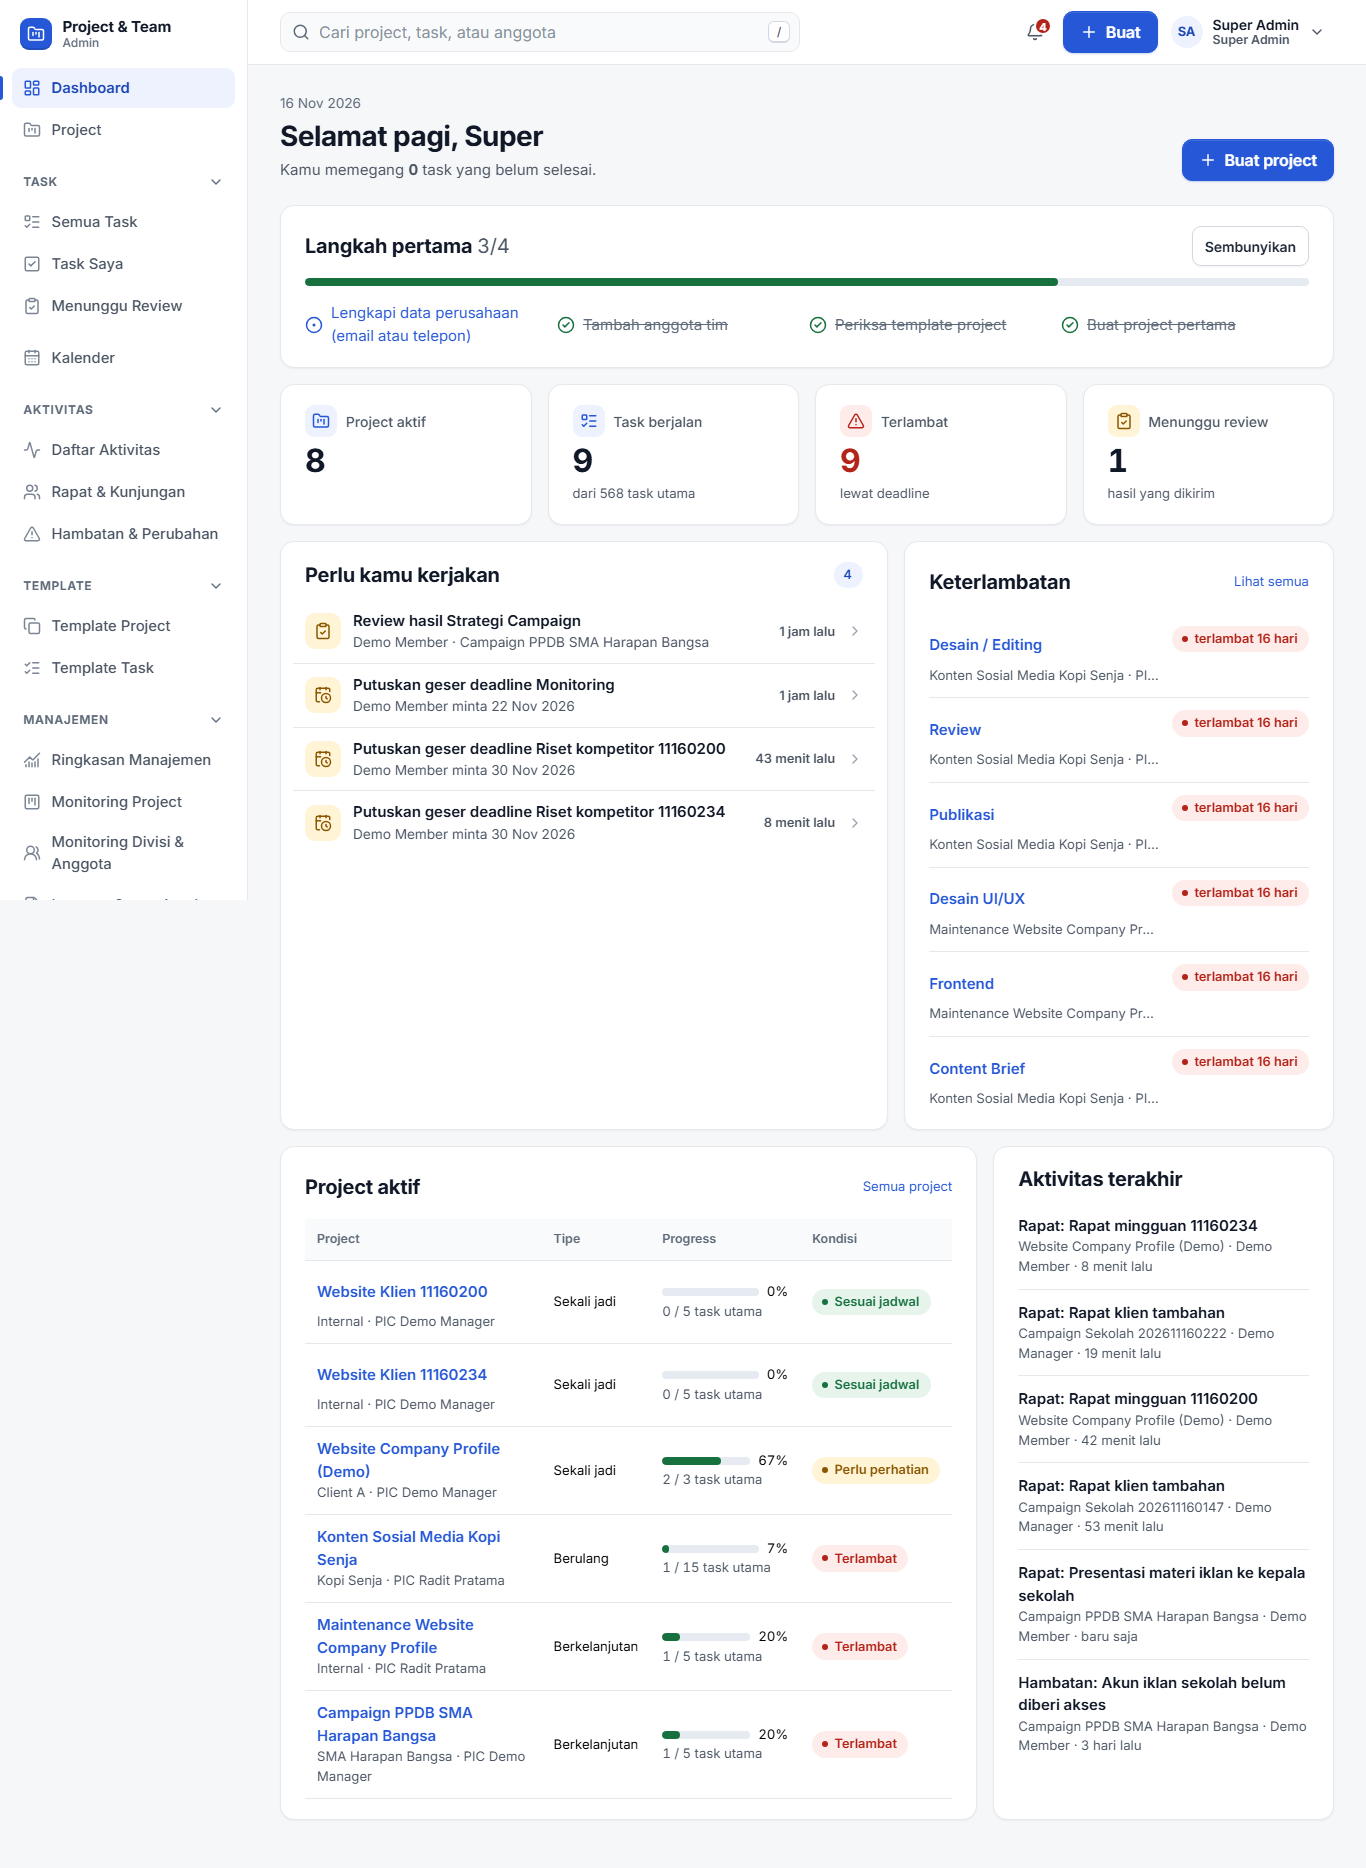 Project & Team
Admin
Dashboard
Project
TASK
Semua Task
Task Saya
Menunggu Review
Kalender
AKTIVITAS
Daftar Aktivitas
Rapat & Kunjungan
Hambatan & Perubahan
TEMPLATE
Template Project
Template Task
MANAJEMEN
Ringkasan Manajemen
Monitoring Project
Monitoring Divisi &
Anggota
Cari project, task, atau anggota
/
4
Buat
SA
Super Admin
Super Admin
16 Nov 2026
Selamat pagi, Super
Kamu memegang 0 task yang belum selesai.
Buat project
Langkah pertama 3/4
Sembunyikan
Lengkapi data perusahaan
(email atau telepon)
Tambah anggota tim
Periksa template project
Buat project pertama
Project aktif
8
Task berjalan
9
dari 568 task utama
Terlambat
9
lewat deadline
Menunggu review
1
hasil yang dikirim
Perlu kamu kerjakan
4
Review hasil Strategi Campaign
Demo Member · Campaign PPDB SMA Harapan Bangsa
1 jam lalu
Putuskan geser deadline Monitoring
Demo Member minta 22 Nov 2026
1 jam lalu
Putuskan geser deadline Riset kompetitor 11160200
Demo Member minta 30 Nov 2026
43 menit lalu
Putuskan geser deadline Riset kompetitor 11160234
Demo Member minta 30 Nov 2026
8 menit lalu
Keterlambatan
Lihat semua
Desain / Editing
terlambat 16 hari
Konten Sosial Media Kopi Senja · Pl...
Review
terlambat 16 hari
Konten Sosial Media Kopi Senja · Pl...
Publikasi
terlambat 16 hari
Konten Sosial Media Kopi Senja · Pl...
Desain UI/UX
terlambat 16 hari
Maintenance Website Company Pr...
Frontend
terlambat 16 hari
Maintenance Website Company Pr...
Content Brief
terlambat 16 hari
Konten Sosial Media Kopi Senja · Pl...
Project aktif
Semua project
Project Tipe Progress Kondisi
Website Klien 11160200
Internal · PIC Demo Manager
Sekali jadi
0%
0 / 5 task utama
Sesuai jadwal
Website Klien 11160234
Internal · PIC Demo Manager
Sekali jadi
0%
0 / 5 task utama
Sesuai jadwal
Website Company Profile
(Demo)
Client A · PIC Demo Manager
Sekali jadi
67%
2 / 3 task utama
Perlu perhatian
Konten Sosial Media Kopi
Senja
Kopi Senja · PIC Radit Pratama
Berulang
7%
1 / 15 task utama
Terlambat
Maintenance Website
Company Profile
Internal · PIC Radit Pratama
Berkelanjutan
20%
1 / 5 task utama
Terlambat
Campaign PPDB SMA
Harapan Bangsa
SMA Harapan Bangsa · PIC Demo
Manager
Berkelanjutan
20%
1 / 5 task utama
Terlambat
Aktivitas terakhir
Rapat: Rapat mingguan 11160234
Website Company Profile (Demo) · Demo
Member · 8 menit lalu
Rapat: Rapat klien tambahan
Campaign Sekolah 202611160222 · Demo
Manager · 19 menit lalu
Rapat: Rapat mingguan 11160200
Website Company Profile (Demo) · Demo
Member · 42 menit lalu
Rapat: Rapat klien tambahan
Campaign Sekolah 202611160147 · Demo
Manager · 53 menit lalu
Rapat: Presentasi materi iklan ke kepala
sekolah
Campaign PPDB SMA Harapan Bangsa · Demo
Member · baru saja
Hambatan: Akun iklan sekolah belum
diberi akses
Campaign PPDB SMA Harapan Bangsa · Demo
Member · 3 hari lalu